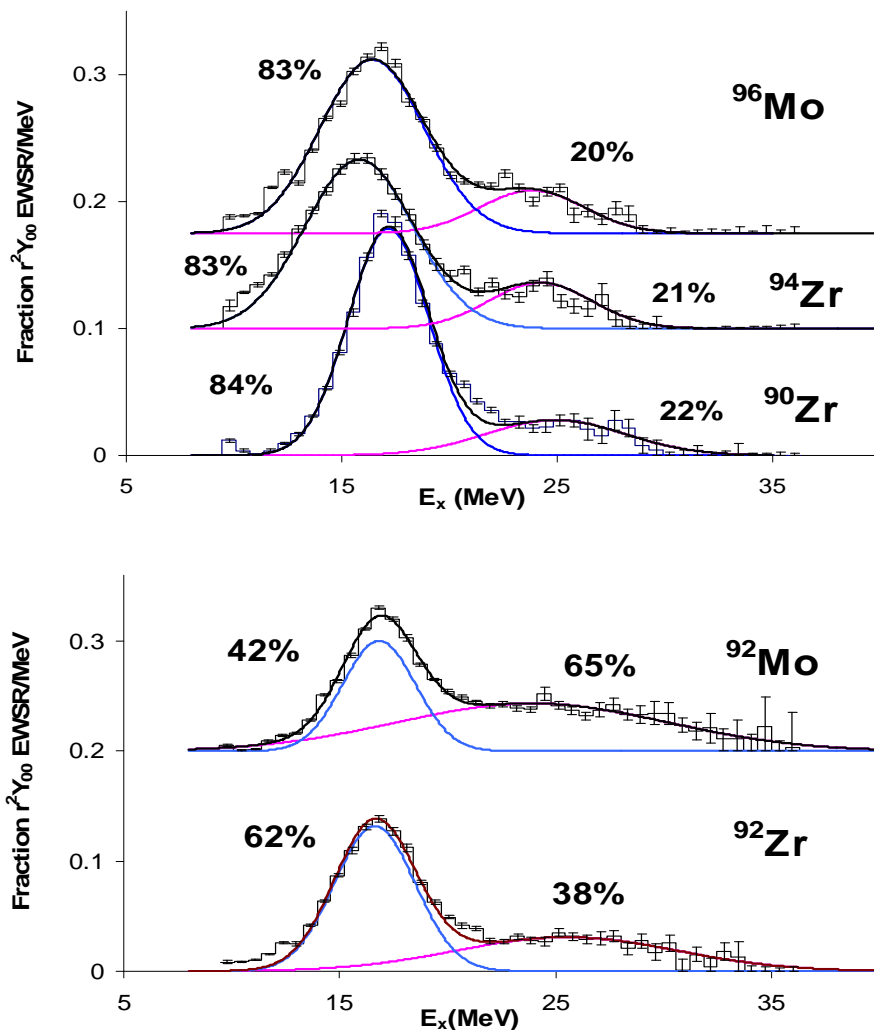 Fraction r²Y₀₀ EWSR/MeV
0.3
0.2
0.1
0
83%
20%
⁹⁶Mo
83%
21%
⁹⁴Zr
84%
22%
⁹⁰Zr
5
15
25
35
Eₓ (MeV)
Fraction r²Y₀₀ EWSR/MeV
0.3
0.2
0.1
0
42%
65%
⁹²Mo
62%
38%
⁹²Zr
5
15
25
35
Eₓ(MeV)